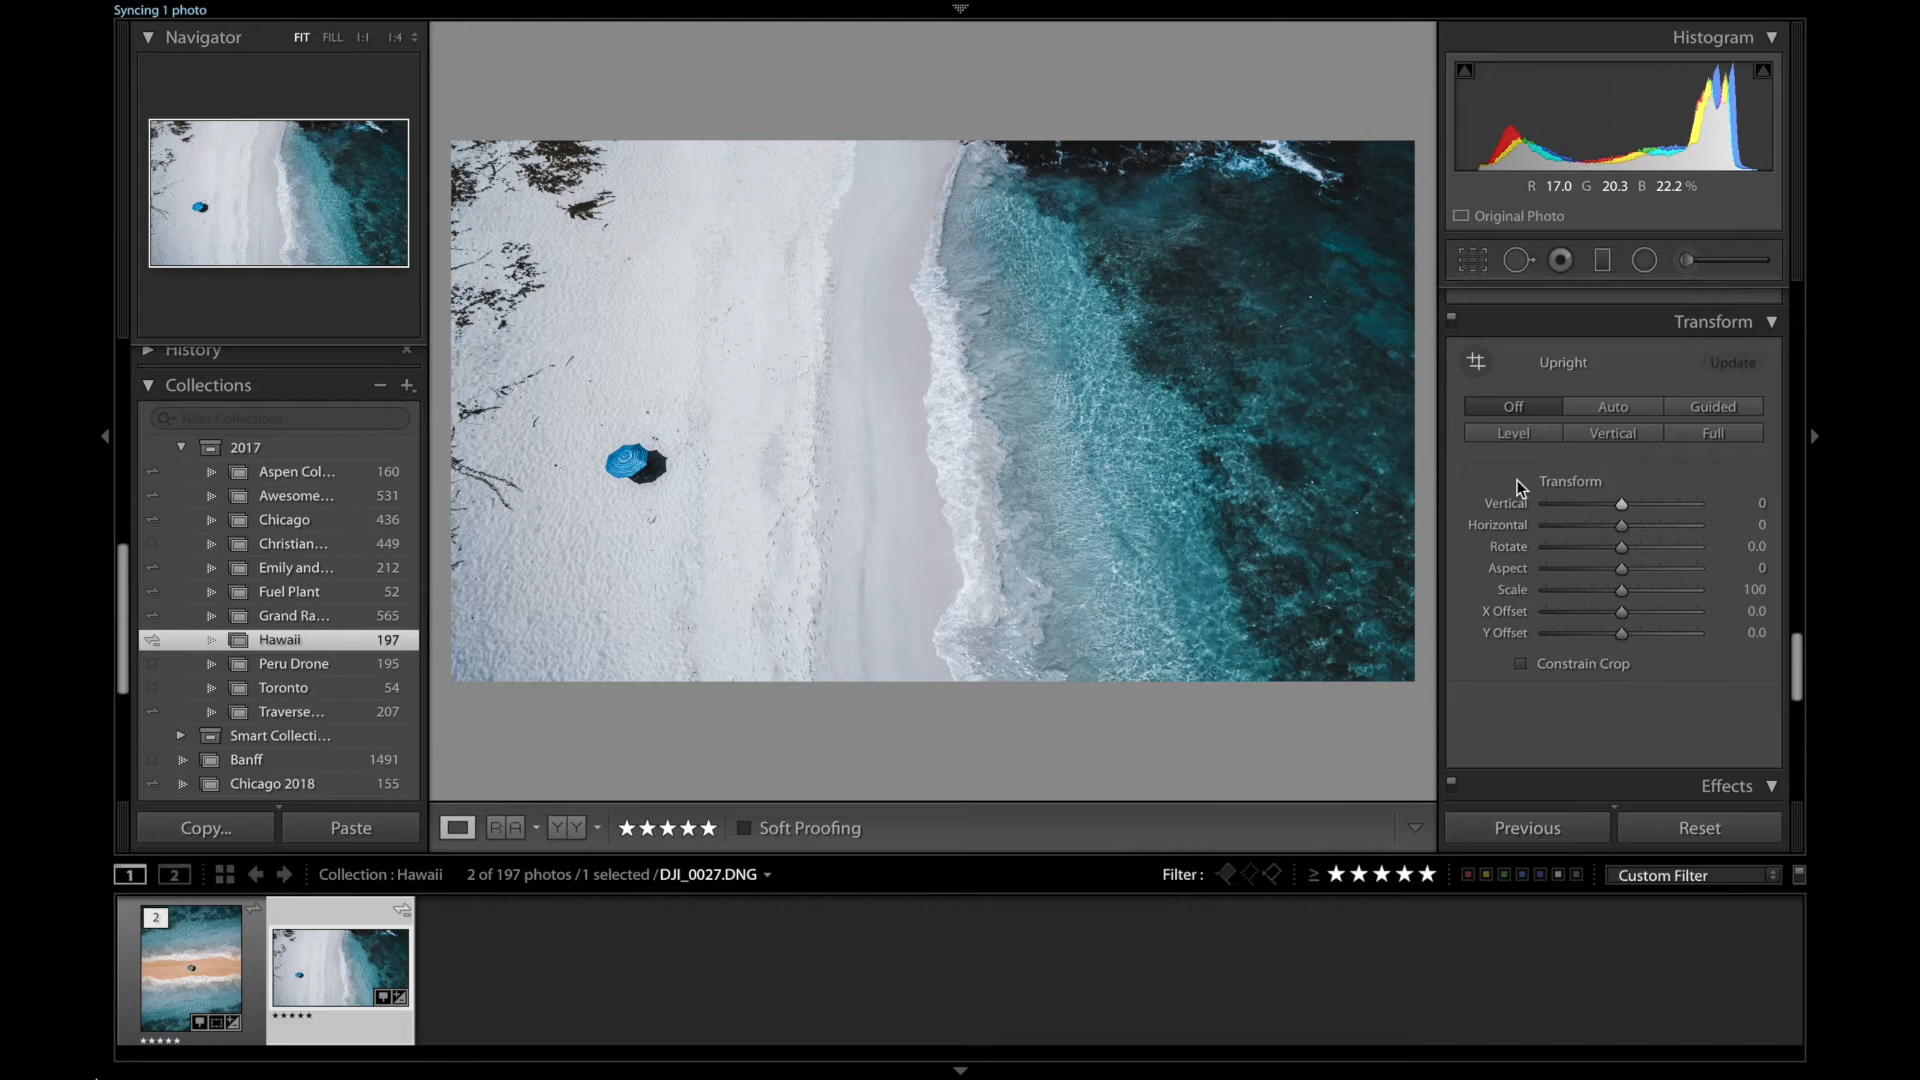 Syncing 1 photo
Navigator FIT FILL 1:1 1:4
History
Collections
Filter Collections
2017
Aspen Col... 160
Awesome... 531
Chicago 436
Christian... 449
Emily and... 212
Fuel Plant 52
Grand Ra... 565
Hawaii 197
Peru Drone 195
Toronto 54
Traverse... 207
Smart Collecti...
Banff 1491
Chicago 2018 155
Copy... Paste
R A Y Y Soft Proofing
Histogram
R 17.0 G 20.3 B 22.2 %
Original Photo
Transform
Upright Update
Off Auto Guided
Level Vertical Full
Transform
Vertical 0
Horizontal 0
Rotate 0.0
Aspect 0
Scale 100
X Offset 0.0
Y Offset 0.0
Constrain Crop
Effects
Previous Reset
1 2 Collection : Hawaii 2 of 197 photos / 1 selected / DJI_0027.DNG Filter : Custom Filter
2